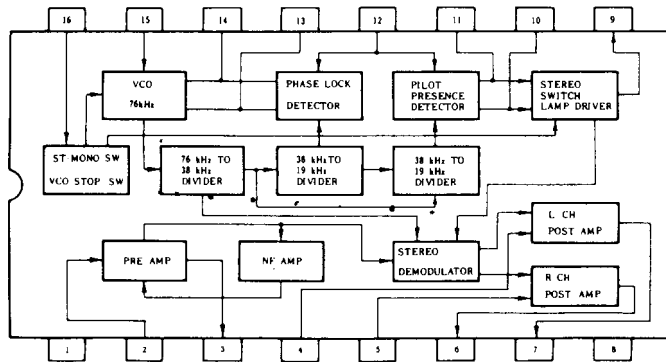 16 15 14 13 12 11 10 9
VCO
76kHz
PHASE LOCK
DETECTOR
PILOT
PRESENCE
DETECTOR
STEREO
SWITCH
LAMP DRIVER
ST-MONO SW
VCO STOP SW
76 kHz TO
38 kHz
DIVIDER
38 kHz TO
19 kHz
DIVIDER
38 kHz TO
19 kHz
DIVIDER
PRE AMP
NF AMP
STEREO
DEMODULATOR
L CH
POST AMP
R CH
POST AMP
1 2 3 4 5 6 7 8